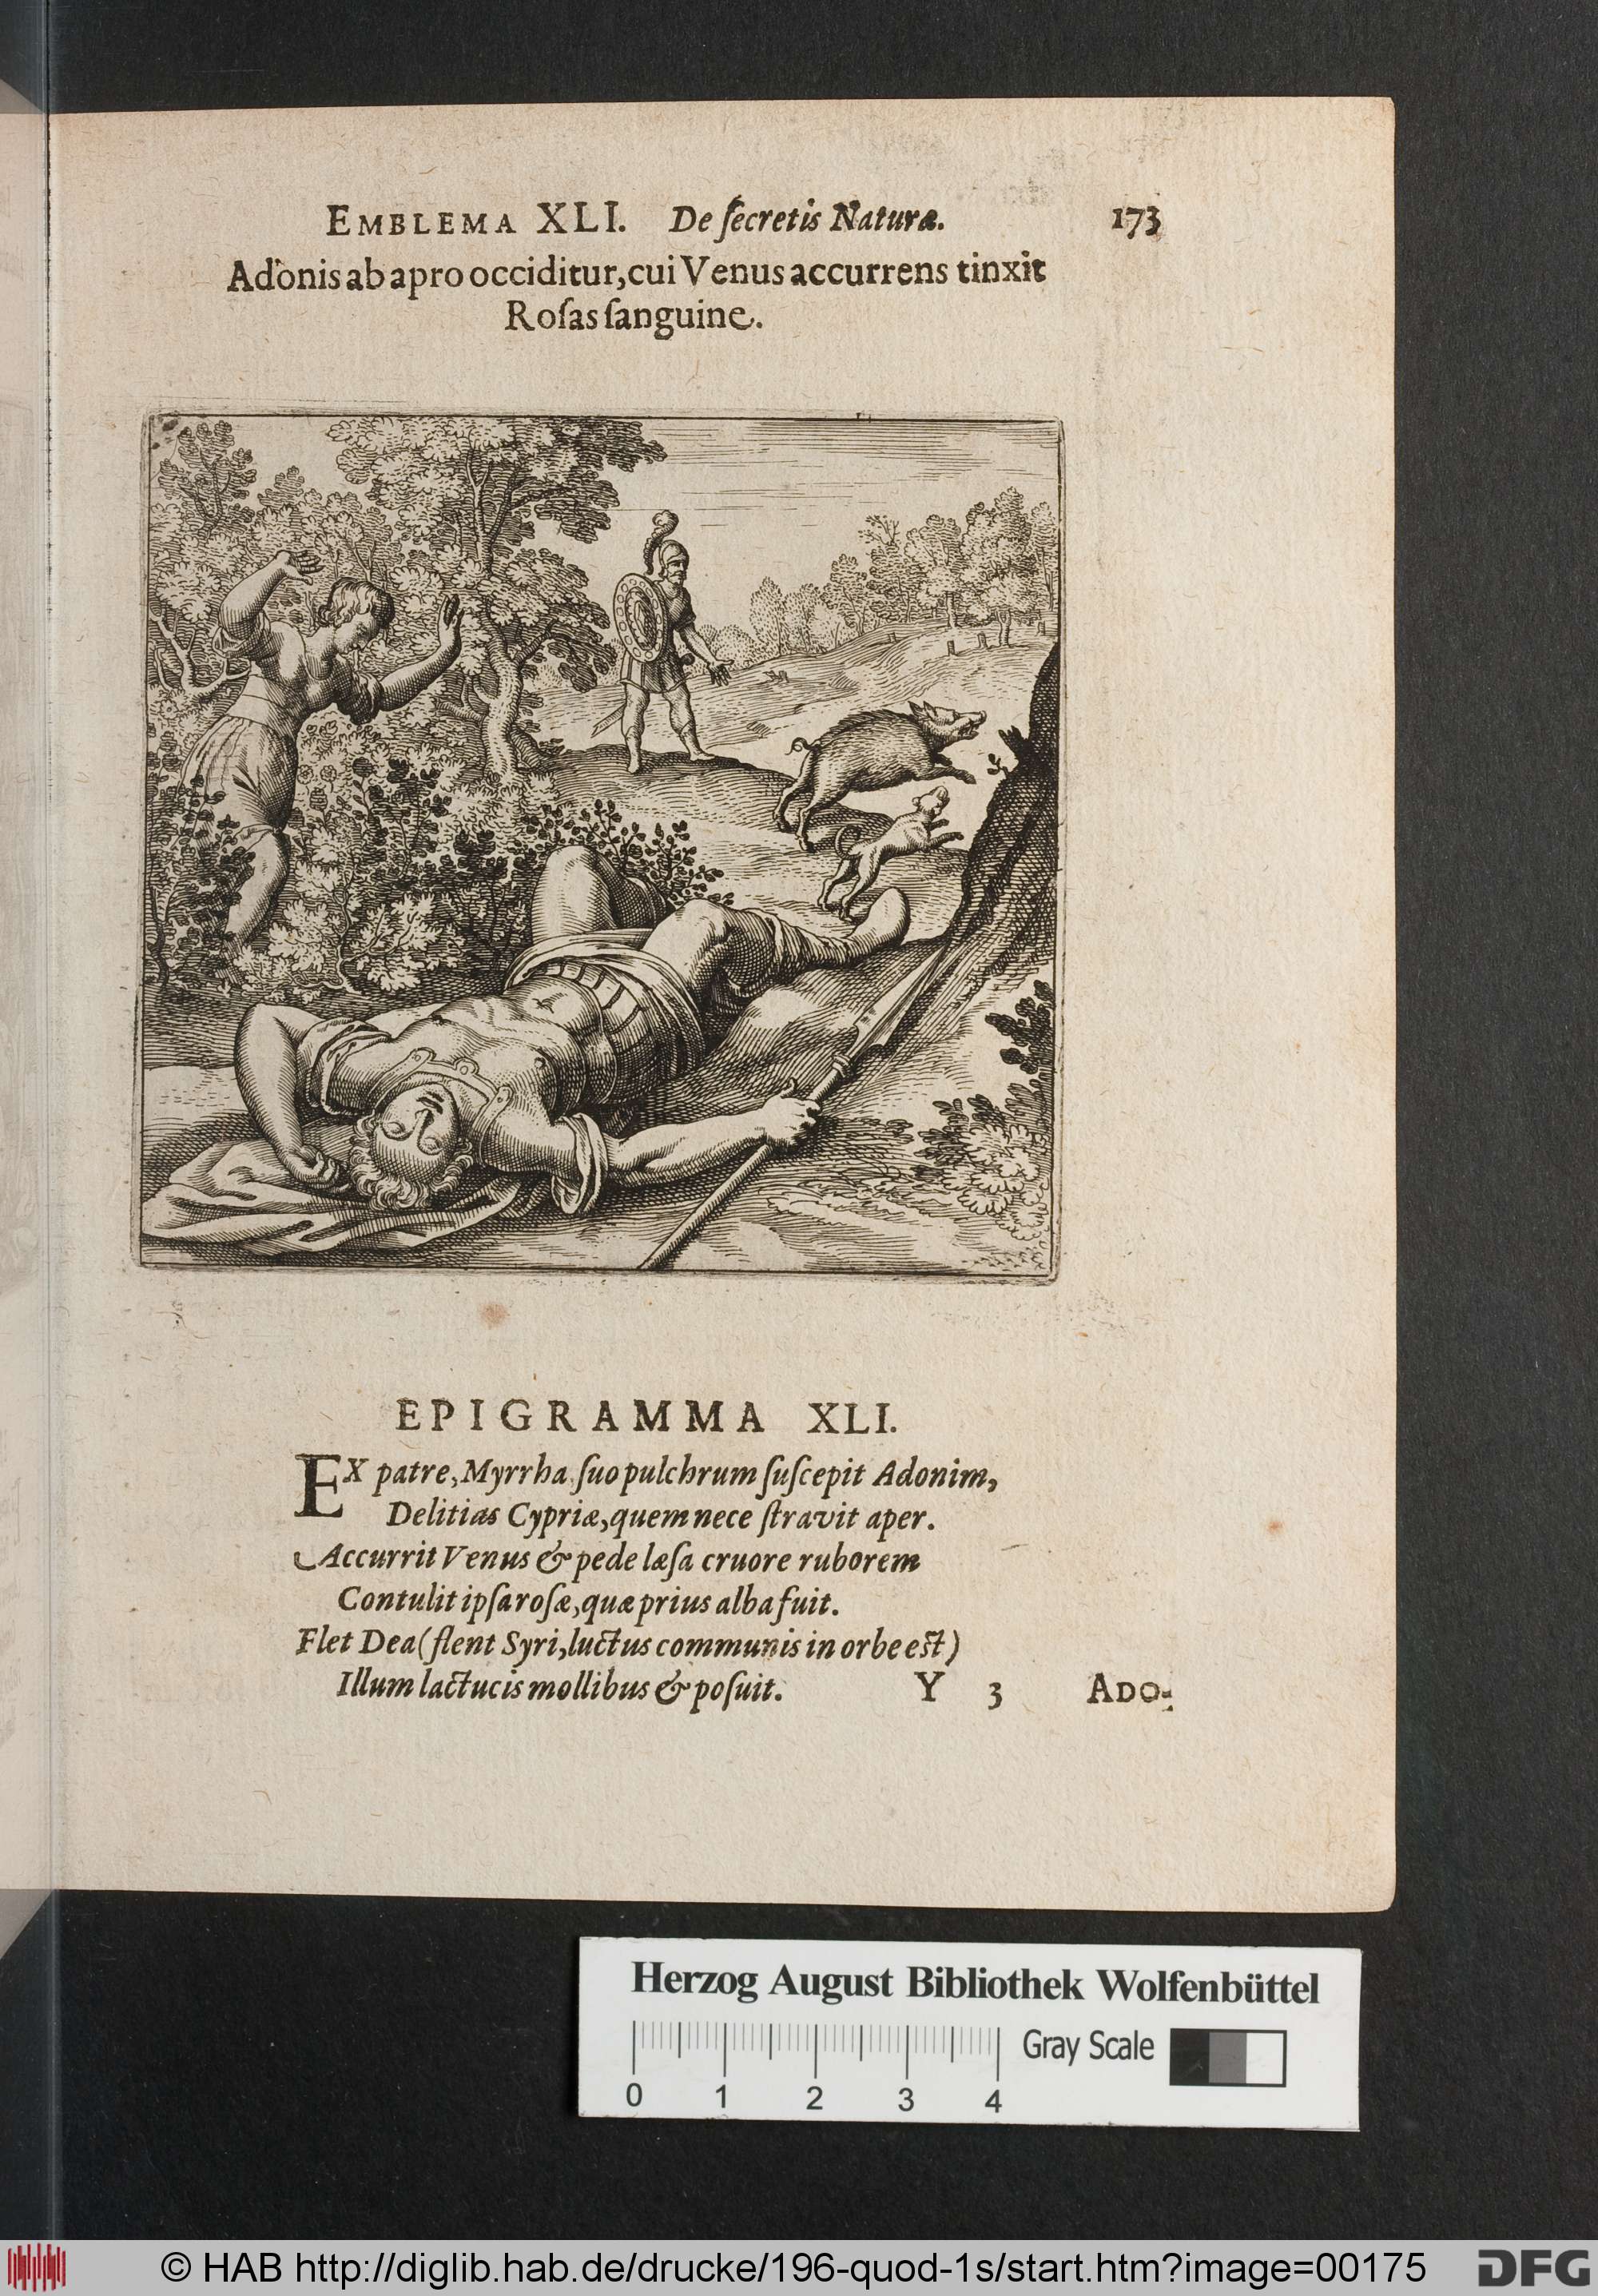 EMBLEMA XLI. De ſecretis Naturæ. 173
Adonis ab apro occiditur, cui Venus accurrens tinxit
Roſas ſanguine.
EPIGRAMMA XLI.
EX patre, Myrrha ſuo pulchrum ſuſcepit Adonim,
Delitias Cypriæ, quem nece ſtravit aper.
Accurrit Venus & pede læſa cruore ruborem
Contulit ipſa roſæ, quæ prius alba fuit.
Flet Dea (flent Syri, luctus communis in orbe eſt)
Illum lactucis mollibus & poſuit. Y 3 ADO-
Herzog August Bibliothek Wolfenbüttel
Gray Scale
0 1 2 3 4
© HAB http://diglib.hab.de/drucke/196-quod-1s/start.htm?image=00175 DFG